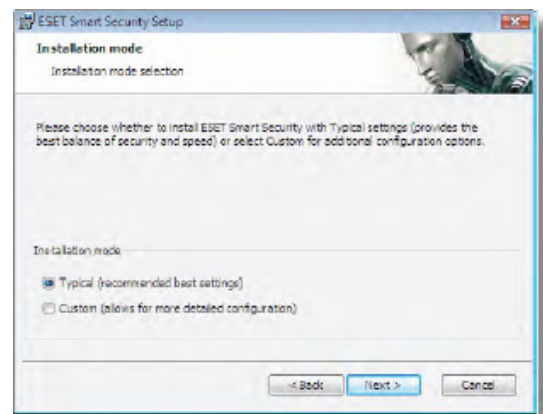 ESET Smart Security Setup
Installation mode
Installation mode selection
Please choose whether to install ESET Smart Security with Typical settings (provides the
best balance of security and speed) or select Custom for additional configuration options.
Installation mode
Typical (recommended best settings)
Custom (allows for more detailed configuration)
< Back
Next >
Cancel